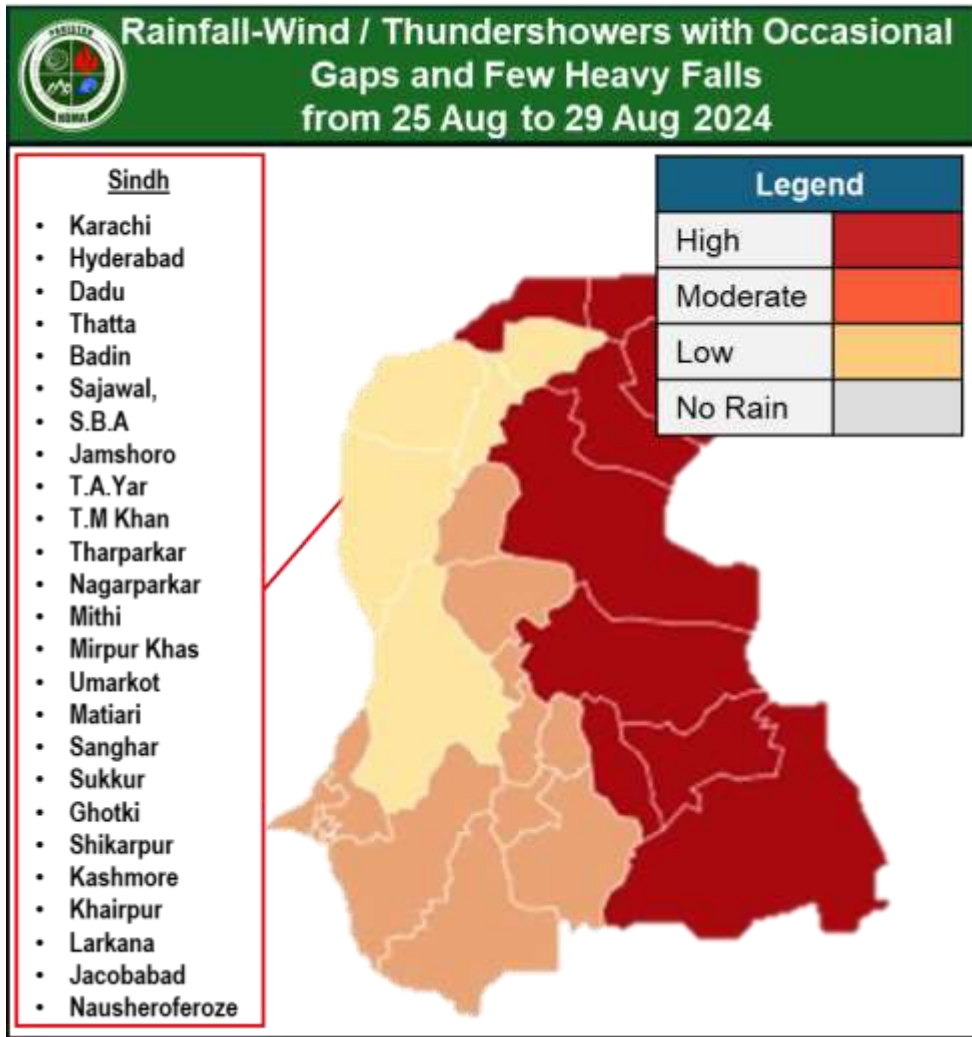 Rainfall-Wind / Thundershowers with Occasional
Gaps and Few Heavy Falls
from 25 Aug to 29 Aug 2024
PAKISTAN
NDMA
Sindh
• Karachi
• Hyderabad
• Dadu
• Thatta
• Badin
• Sajawal,
• S.B.A
• Jamshoro
• T.A.Yar
• T.M Khan
• Tharparkar
• Nagarparkar
• Mithi
• Mirpur Khas
• Umarkot
• Matiari
• Sanghar
• Sukkur
• Ghotki
• Shikarpur
• Kashmore
• Khairpur
• Larkana
• Jacobabad
• Nausheroferoze
Legend
High
Moderate
Low
No Rain